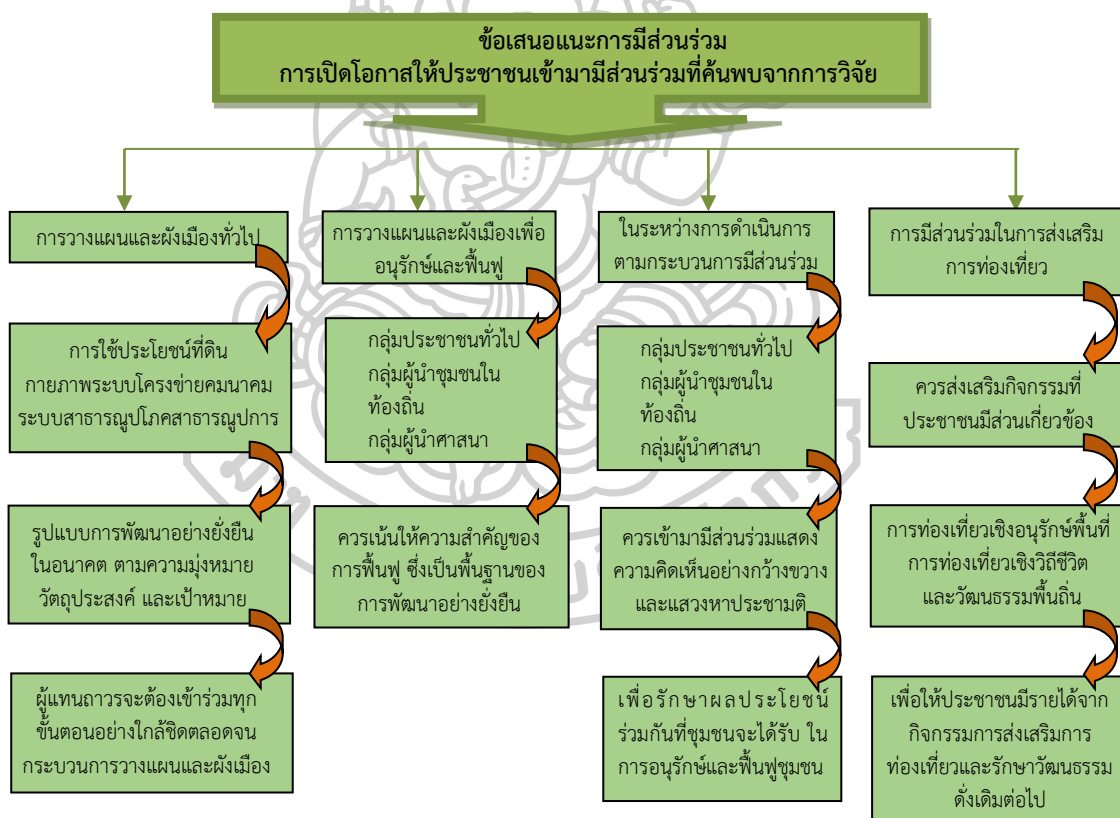 ข้อเสนอแนะการมีส่วนร่วม
การเปิดโอกาสให้ประชาชนเข้ามามีส่วนร่วมที่ค้นพบจากการวิจัย
การวางแผนและผังเมืองทั่วไป
การใช้ประโยชน์ที่ดิน
กายภาพระบบโครงข่ายคมนาคม
ระบบสาธารณูปโภคสาธารณูปการ
รูปแบบการพัฒนาอย่างยั่งยืน
ในอนาคต ตามความมุ่งหมาย
วัตถุประสงค์ และเป้าหมาย
ผู้แทนถาวรจะต้องเข้าร่วมทุก
ขั้นตอนอย่างใกล้ชิดตลอดจน
กระบวนการวางแผนและผังเมือง
การวางแผนและผังเมืองเพื่อ
อนุรักษ์และฟื้นฟู
กลุ่มประชาชนทั่วไป
กลุ่มผู้นำชุมชนใน
ท้องถิ่น
กลุ่มผู้นำศาสนา
ควรเน้นให้ความสำคัญของ
การฟื้นฟู ซึ่งเป็นพื้นฐานของ
การพัฒนาอย่างยั่งยืน
ในระหว่างการดำเนินการ
ตามกระบวนการมีส่วนร่วม
กลุ่มประชาชนทั่วไป
กลุ่มผู้นำชุมชนใน
ท้องถิ่น
กลุ่มผู้นำศาสนา
ควรเข้ามามีส่วนร่วมแสดง
ความคิดเห็นอย่างกว้างขวาง
และแสวงหาประชามติ
เพื่อรักษาผลประโยชน์
ร่วมกันที่ชุมชนจะได้รับ ใน
การอนุรักษ์และฟื้นฟูชุมชน
การมีส่วนร่วมในการส่งเสริม
การท่องเที่ยว
ควรส่งเสริมกิจกรรมที่
ประชาชนมีส่วนเกี่ยวข้อง
การท่องเที่ยวเชิงอนุรักษ์พื้นที่
การท่องเที่ยวเชิงวิถีชีวิต
และวัฒนธรรมพื้นถิ่น
เพื่อให้ประชาชนมีรายได้จาก
กิจกรรมการส่งเสริมการ
ท่องเที่ยวและรักษาวัฒนธรรม
ดั่งเดิมต่อไป